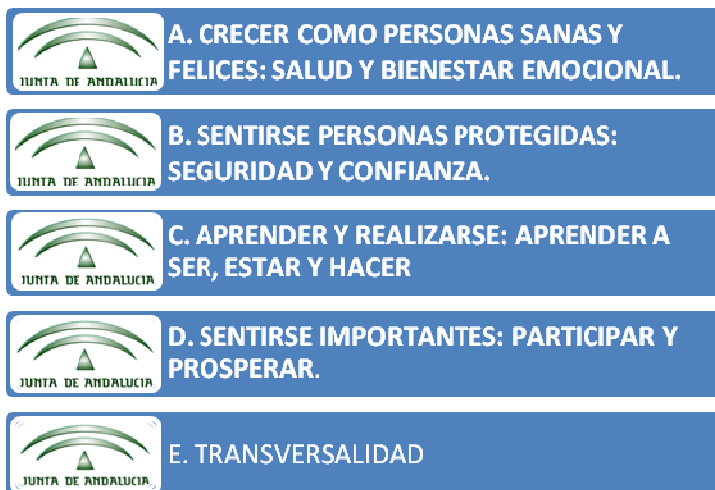 A. CRECER COMO PERSONAS SANAS Y
FELICES: SALUD Y BIENESTAR EMOCIONAL.
JUNTA DE ANDALUCIA
B. SENTIRSE PERSONAS PROTEGIDAS:
SEGURIDAD Y CONFIANZA.
JUNTA DE ANDALUCIA
C. APRENDER Y REALIZARSE: APRENDER A
SER, ESTAR Y HACER
JUNTA DE ANDALUCIA
D. SENTIRSE IMPORTANTES: PARTICIPAR Y
PROSPERAR.
JUNTA DE ANDALUCIA
E. TRANSVERSALIDAD
JUNTA DE ANDALUCIA